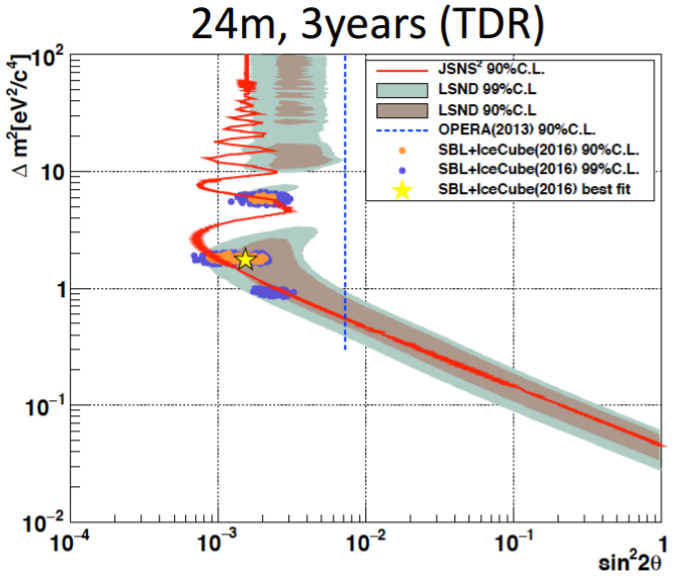 24m, 3years (TDR)
Δ m²[eV²/c⁴]
10²
10
1
10⁻¹
10⁻²
JSNS² 90%C.L.
LSND 99%C.L
LSND 90%C.L
OPERA(2013) 90%C.L.
SBL+IceCube(2016) 90%C.L.
SBL+IceCube(2016) 99%C.L.
SBL+IceCube(2016) best fit
10⁻⁴ 10⁻³ 10⁻² 10⁻¹ 1
sin²2θ